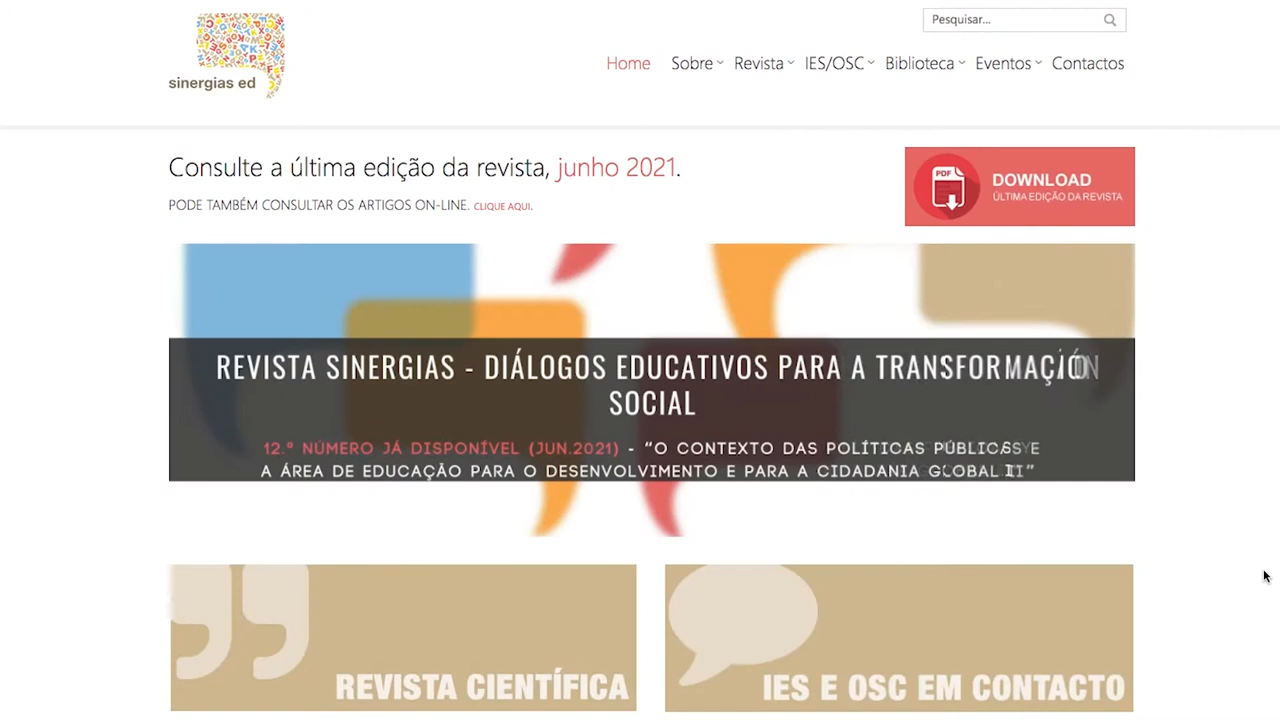 Pesquisar...
sinergias ed
Home Sobre Revista IES/OSC Biblioteca Eventos Contactos
Consulte a última edição da revista, junho 2021.
PODE TAMBÉM CONSULTAR OS ARTIGOS ON-LINE. CLIQUE AQUI.
PDF
DOWNLOAD
ÚLTIMA EDIÇÃO DA REVISTA
REVISTA SINERGIAS - DIÁLOGOS EDUCATIVOS PARA A TRANSFORMAÇÃO
SOCIAL
12.º NÚMERO JÁ DISPONÍVEL (JUN.2021) - “O CONTEXTO DAS POLÍTICAS PÚBLICAS E
A ÁREA DE EDUCAÇÃO PARA O DESENVOLVIMENTO E PARA A CIDADANIA GLOBAL II”
REVISTA CIENTÍFICA
IES E OSC EM CONTACTO